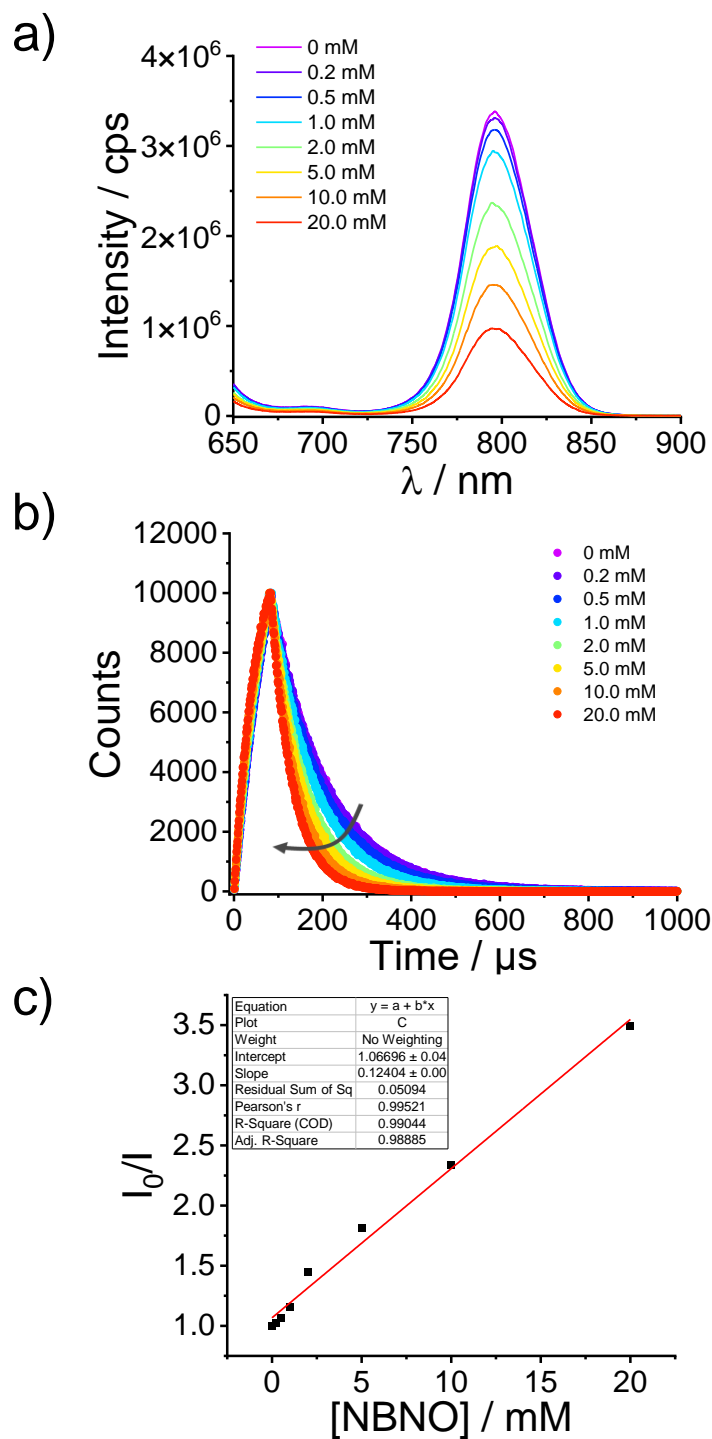 a)
Intensity / cps
4×10⁶
3×10⁶
2×10⁶
1×10⁶
0
0 mM
0.2 mM
0.5 mM
1.0 mM
2.0 mM
5.0 mM
10.0 mM
20.0 mM
650 700 750 800 850 900
λ / nm
b)
Counts
12000
10000
8000
6000
4000
2000
0
0 mM
0.2 mM
0.5 mM
1.0 mM
2.0 mM
5.0 mM
10.0 mM
20.0 mM
0 200 400 600 800 1000
Time / µs
c)
I₀/I
3.5
3.0
2.5
2.0
1.5
1.0
Equation y = a + b*x
Plot C
Weight No Weighting
Intercept 1.06696 ± 0.04
Slope 0.12404 ± 0.00
Residual Sum of Sq 0.05094
Pearson's r 0.99521
R-Square (COD) 0.99044
Adj. R-Square 0.98885
0 5 10 15 20
[NBNO] / mM